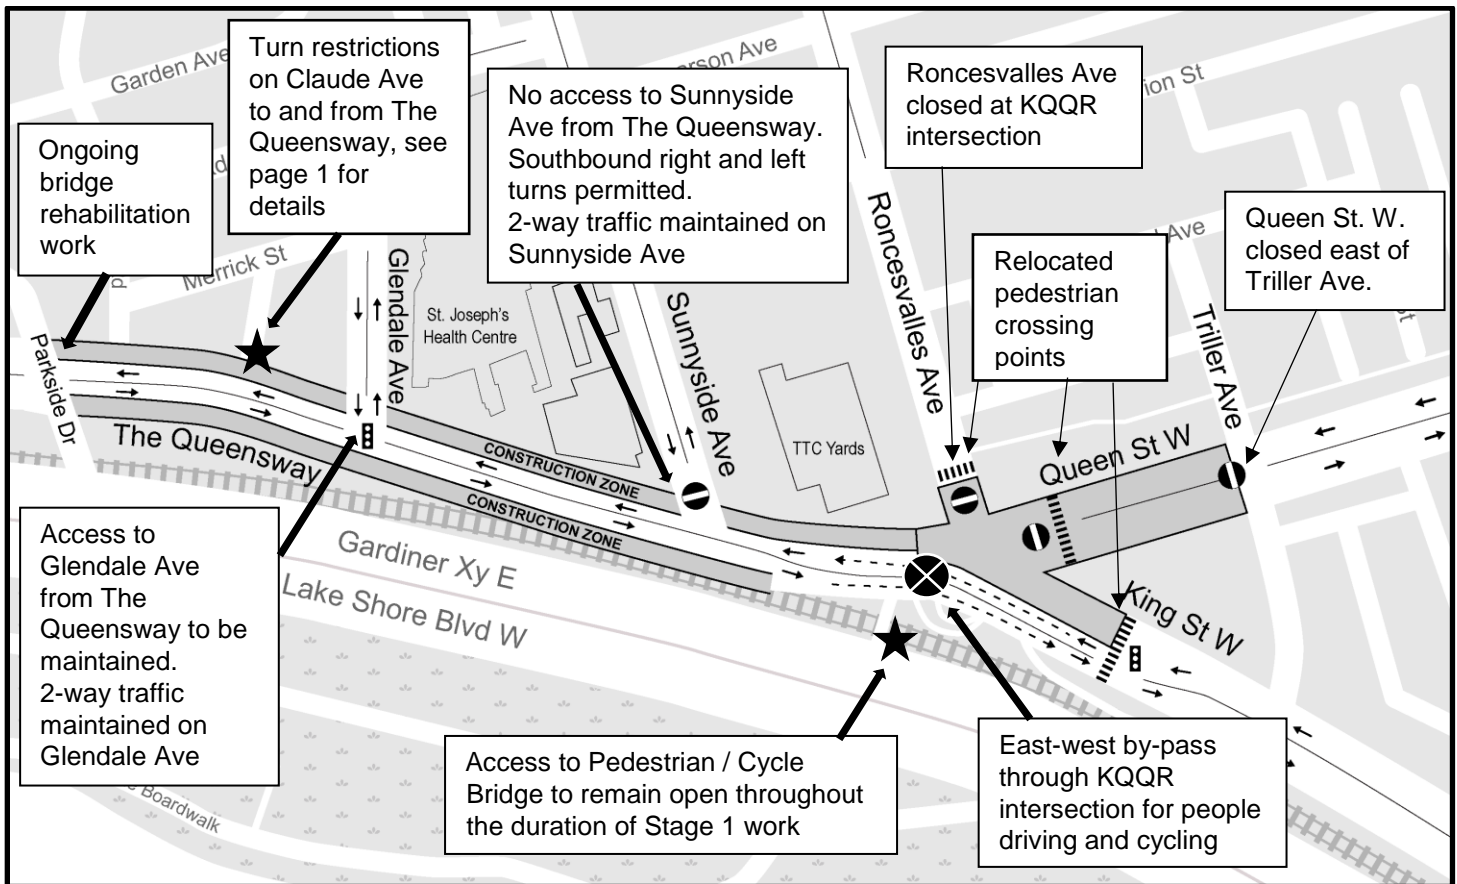 Garden Ave
Turn restrictions
on Claude Ave
to and from The
Queensway, see
page 1 for
details
No access to Sunnyside
Ave from The Queensway.
Southbound right and left
turns permitted.
2-way traffic maintained on
Sunnyside Ave
Roncesvalles Ave
closed at KQQR
intersection
Ongoing
bridge
rehabilitation
work
Relocated
pedestrian
crossing
points
Queen St. W.
closed east of
Triller Ave.
Merrick St
Glendale Ave
St. Joseph's
Health Centre
Sunnyside Ave
Roncesvalles Ave
Triller Ave
Ave
Parkside Dr
The Queensway
CONSTRUCTION ZONE
CONSTRUCTION ZONE
TTC Yards
Queen St W
King St W
Gardiner Xy E
Lake Shore Blvd W
Access to
Glendale Ave
from The
Queensway to be
maintained.
2-way traffic
maintained on
Glendale Ave
Access to Pedestrian / Cycle
Bridge to remain open throughout
the duration of Stage 1 work
East-west by-pass
through KQQR
intersection for people
driving and cycling
Boardwalk